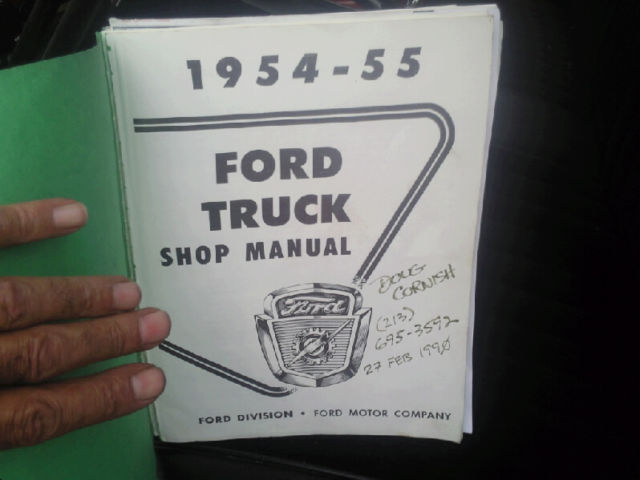 1954-55
FORD
TRUCK
SHOP MANUAL
Ford
DOUG
CORNISH
(213)
695-3592
27 FEB 1990
FORD DIVISION • FORD MOTOR COMPANY